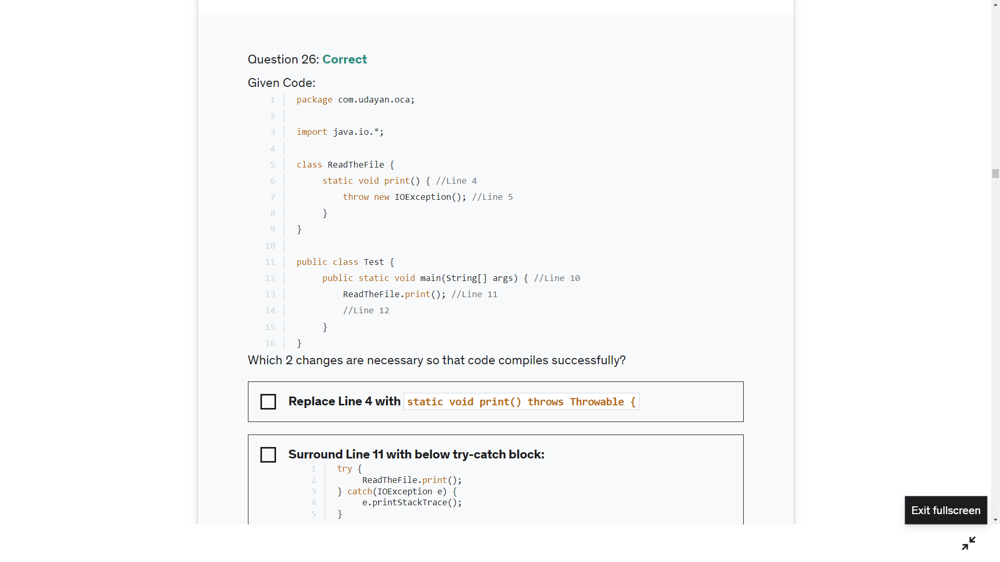 Question 26: Correct
Given Code:
1 package com.udayan.oca;
2
3 import java.io.*;
4
5 class ReadTheFile {
6 static void print() { //Line 4
7 throw new IOException(); //Line 5
8 }
9 }
10
11 public class Test {
12 public static void main(String[] args) { //Line 10
13 ReadTheFile.print(); //Line 11
14 //Line 12
15 }
16 }
Which 2 changes are necessary so that code compiles successfully?
Replace Line 4 with static void print() throws Throwable {
Surround Line 11 with below try-catch block:
1 try {
2 ReadTheFile.print();
3 } catch(IOException e) {
4 e.printStackTrace();
5 }
Exit fullscreen